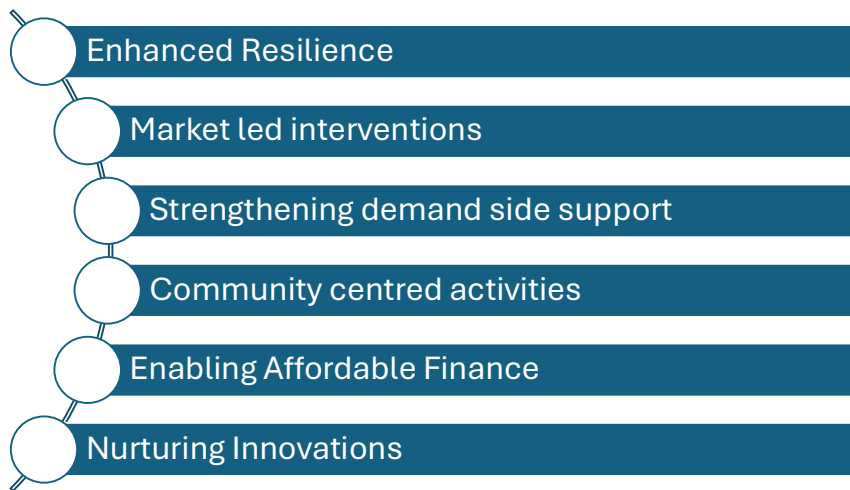 Enhanced Resilience
Market led interventions
Strengthening demand side support
Community centred activities
Enabling Affordable Finance
Nurturing Innovations